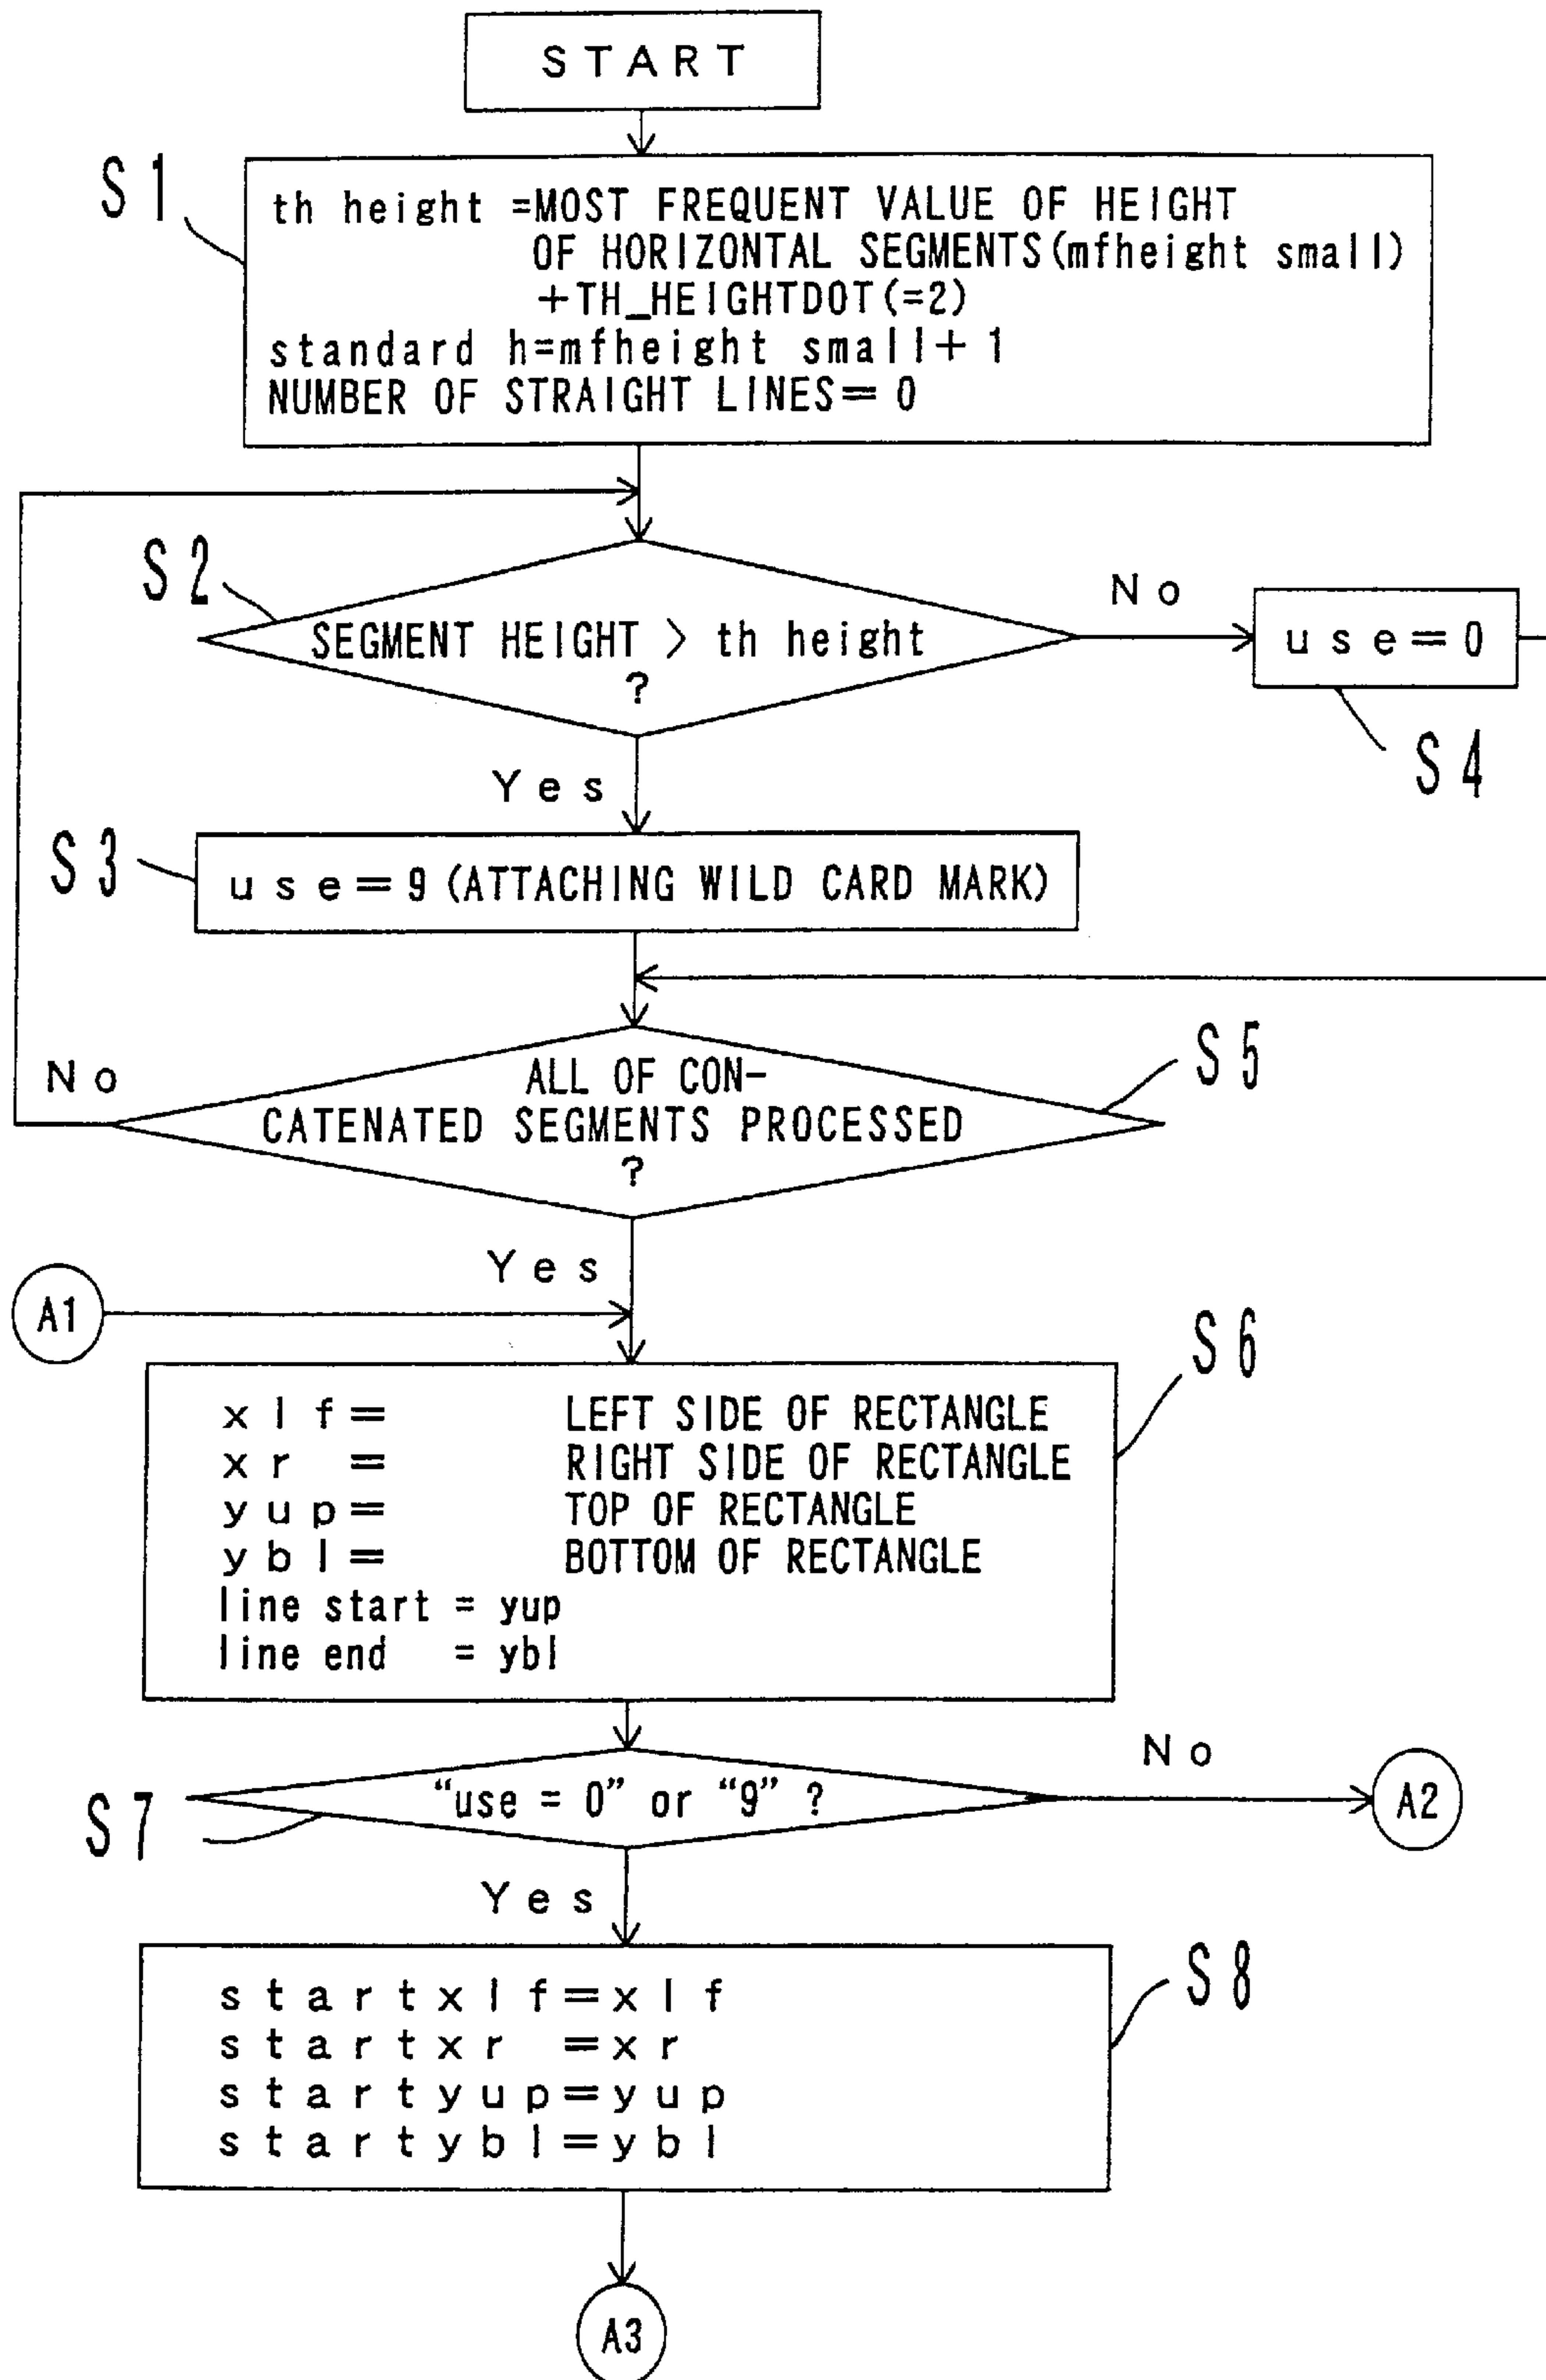 START
S1
th height =MOST FREQUENT VALUE OF HEIGHT
OF HORIZONTAL SEGMENTS(mfheight small)
+TH_HEIGHTDOT(=2)
standard h=mfheight small+1
NUMBER OF STRAIGHT LINES=0
S2
SEGMENT HEIGHT > th height
?
No
use=0
S4
Yes
S3
use=9(ATTACHING WILD CARD MARK)
S5
No
ALL OF CON-
CATENATED SEGMENTS PROCESSED
?
Yes
A1
S6
xlf= LEFT SIDE OF RECTANGLE
xr = RIGHT SIDE OF RECTANGLE
yup= TOP OF RECTANGLE
ybl= BOTTOM OF RECTANGLE
line start = yup
line end = ybl
S7
“use = 0” or “9” ?
No
A2
Yes
S8
startxlf=xlf
startxr =xr
startyup=yup
startybl=ybl
A3